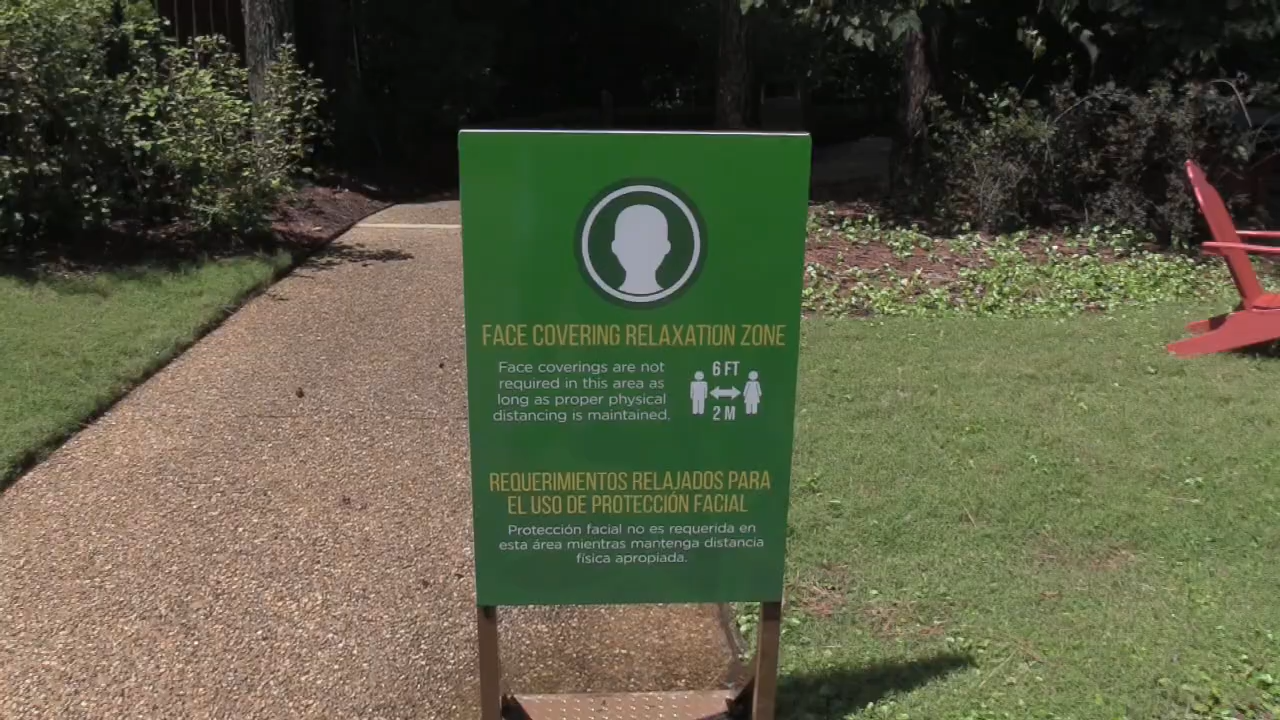 FACE COVERING RELAXATION ZONE
Face coverings are not
required in this area as
long as proper physical
distancing is maintained.
6 FT
2 M
REQUERIMIENTOS RELAJADOS PARA
EL USO DE PROTECCIÓN FACIAL
Protección facial no es requerida en
esta área mientras mantenga distancia
física apropiada.